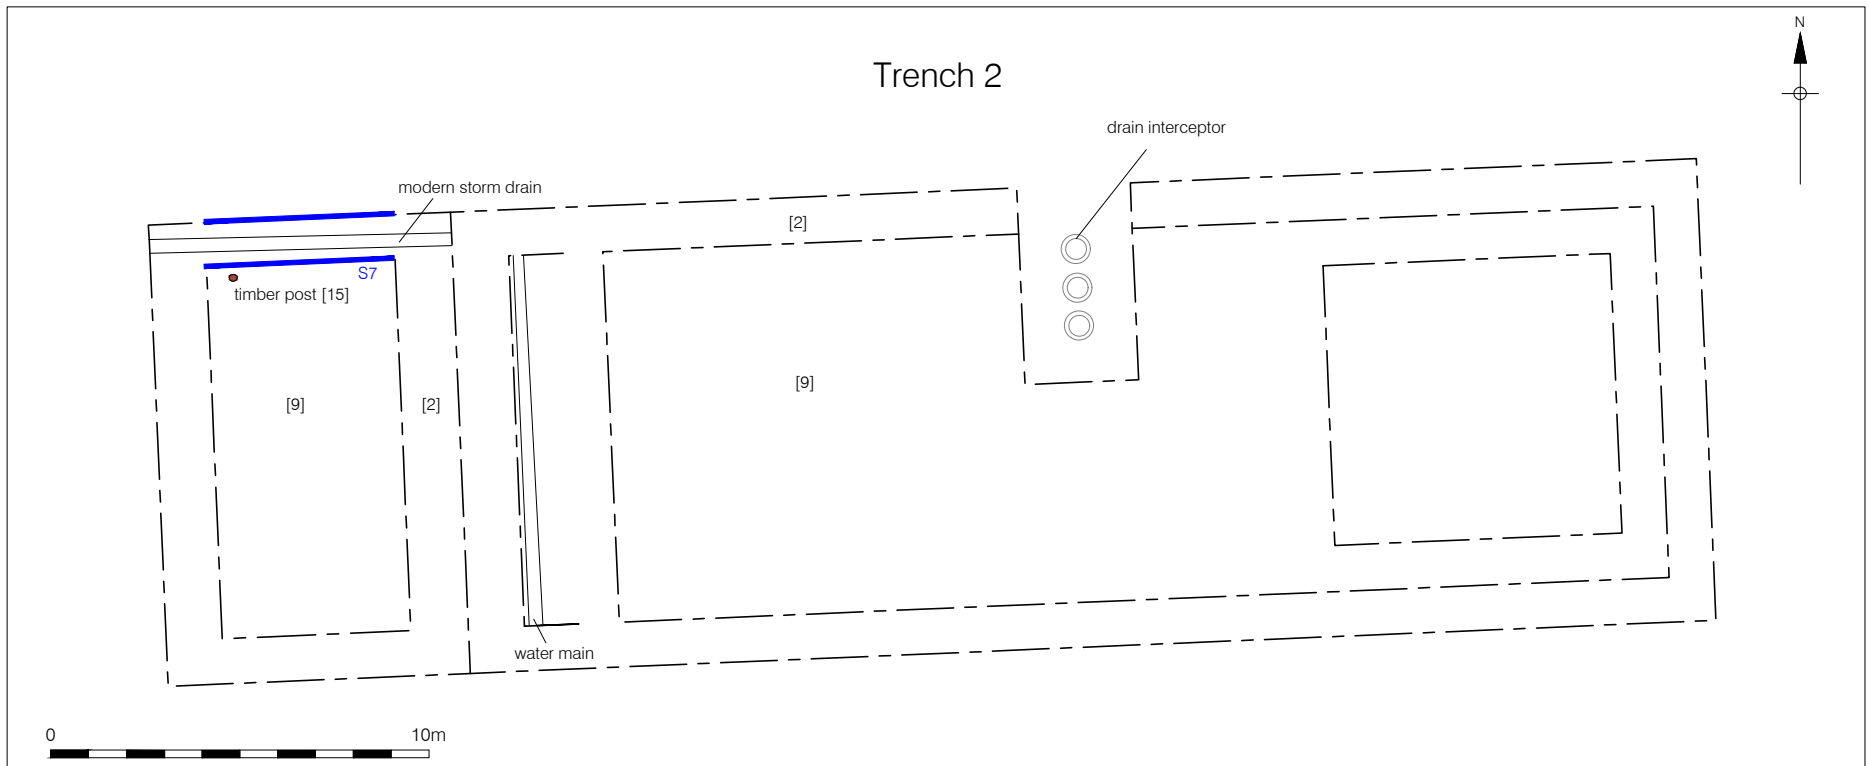 N
Trench 2
drain interceptor
modern storm drain
[2]
S7
timber post [15]
[9]
[9]
[2]
water main
0
10m